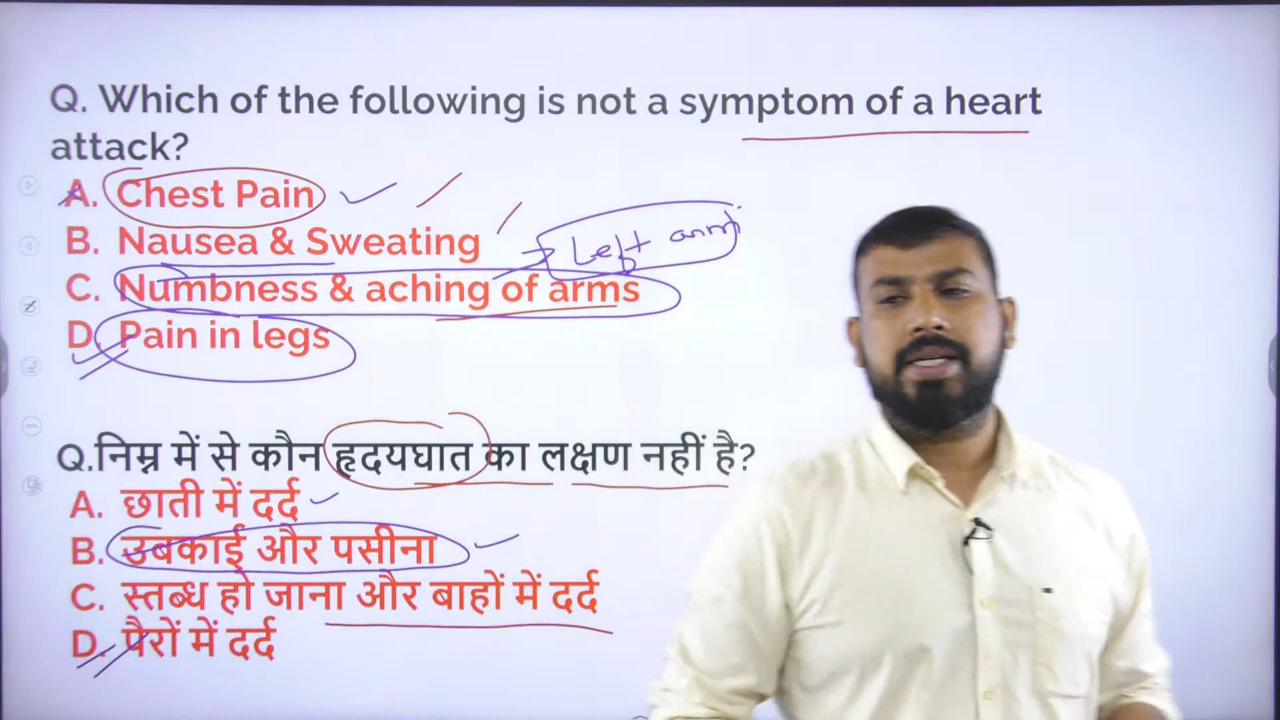 Q. Which of the following is not a symptom of a heart
attack?
A. Chest Pain
B. Nausea & Sweating
Left arm
C. Numbness & aching of arms
D. Pain in legs
Q.निम्न में से कौन हृदयघात का लक्षण नहीं है?
A. छाती में दर्द
B. उबकाई और पसीना
C. स्तब्ध हो जाना और बाहों में दर्द
D. पैरों में दर्द